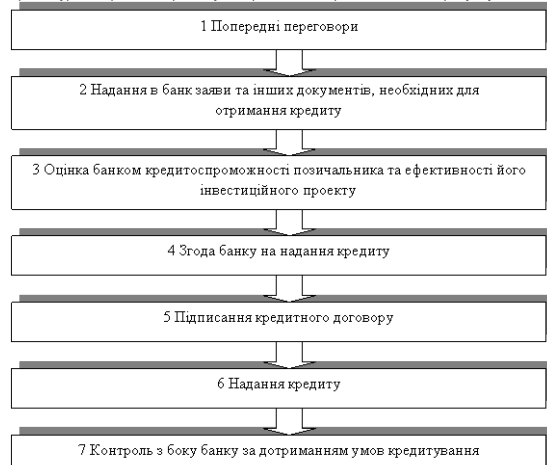 1 Попередні переговори
2 Надання в банк заяви та інших документів, необхідних для
отримання кредиту
3 Оцінка банком кредитоспроможності позичальника та ефективності його
інвестиційного проекту
4 Згода банку на надання кредиту
5 Підписання кредитного договору
6 Надання кредиту
7 Контроль з боку банку за дотриманням умов кредитування